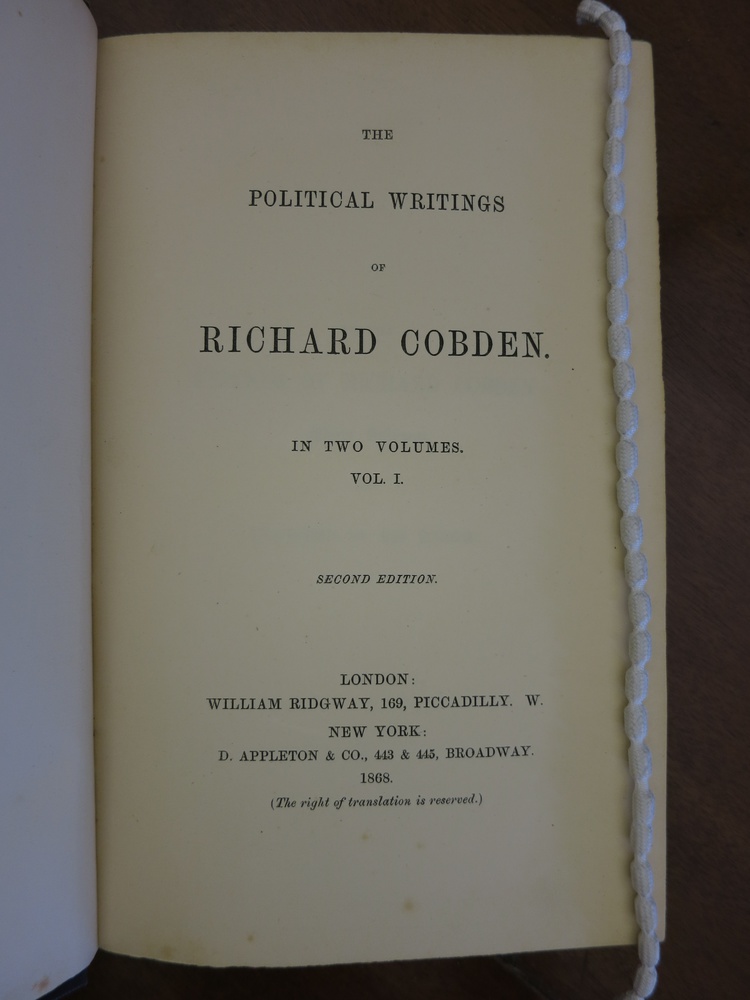 THE
POLITICAL WRITINGS
OF
RICHARD COBDEN.
IN TWO VOLUMES.
VOL. I.
SECOND EDITION.
LONDON:
WILLIAM RIDGWAY, 169, PICCADILLY. W.
NEW YORK:
D. APPLETON & CO., 443 & 445, BROADWAY.
1868.
(The right of translation is reserved.)